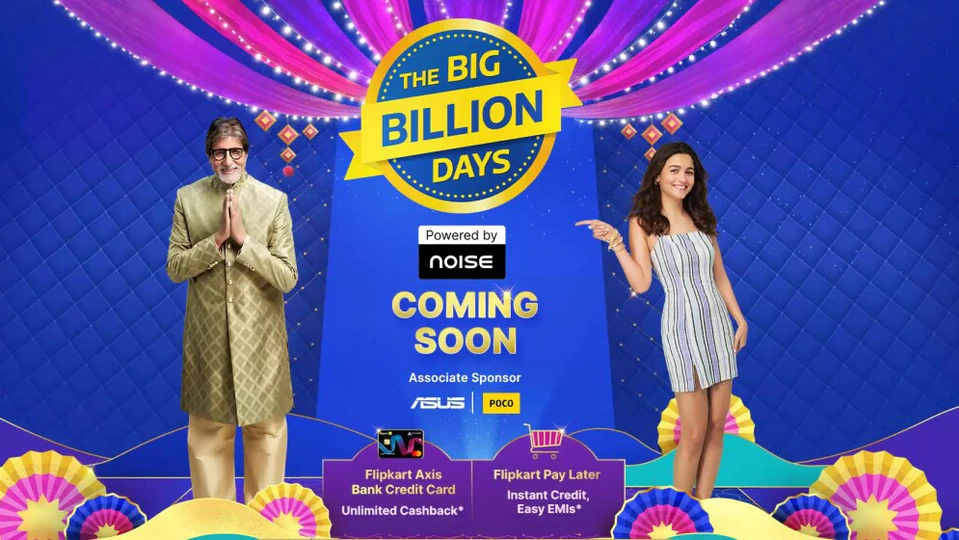 THE BIG
BILLION
DAYS
Powered by
NOISE
COMING
SOON
Associate Sponsor
ASUS
POCO
Flipkart Axis
Bank Credit Card
Unlimited Cashback*
Flipkart Pay Later
Instant Credit,
Easy EMIs*